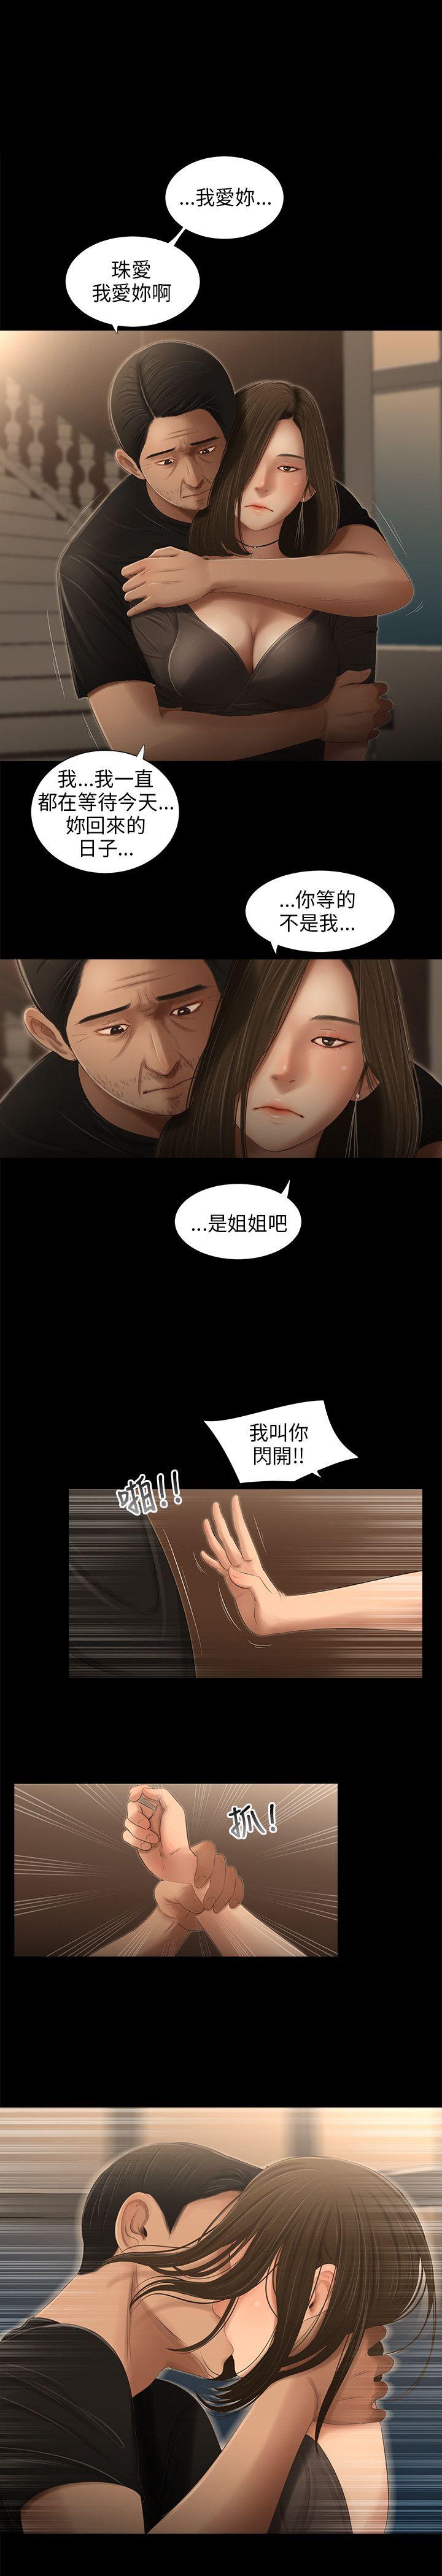 ...我愛妳...
珠愛
我愛妳啊
我...我一直
都在等待今天...
妳回來的
日子...
...你等的
不是我...
...是姐姐吧
我叫你
閃開!!
啪!!
抓!